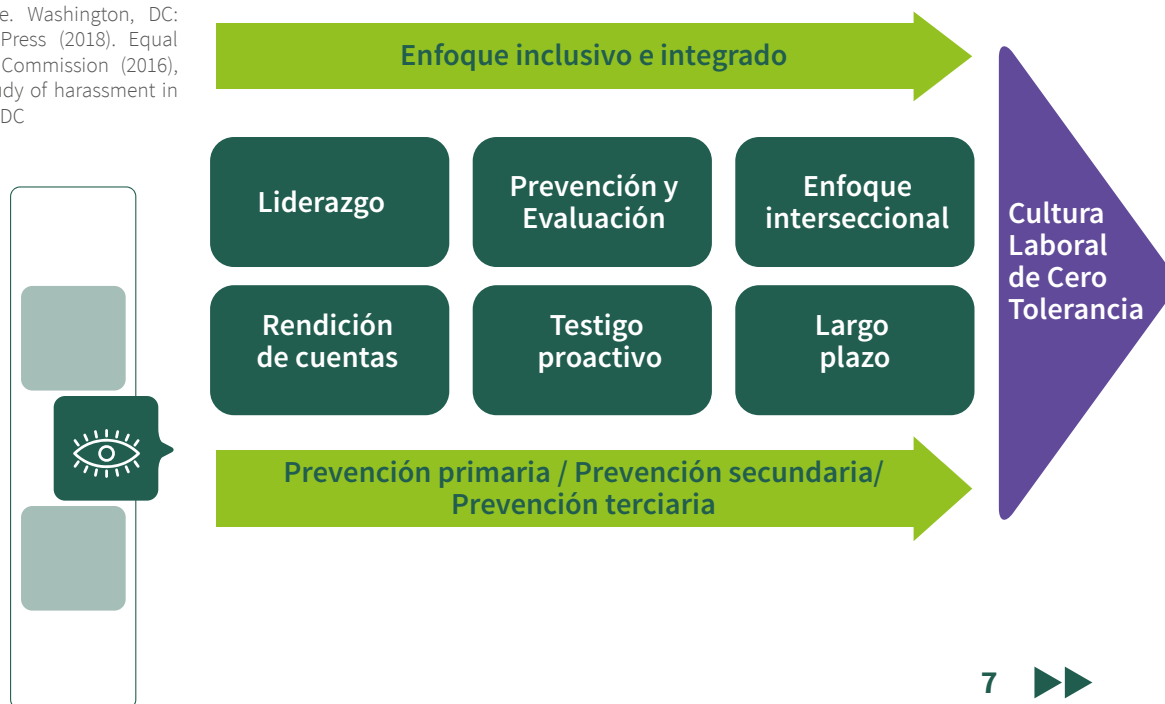 e. Washington, DC:
Press (2018). Equal
Commission (2016),
udy of harassment in
DC
Enfoque inclusivo e integrado
Liderazgo
Prevención y
Evaluación
Enfoque
interseccional
Rendición
de cuentas
Testigo
proactivo
Largo
plazo
Cultura
Laboral
de Cero
Tolerancia
Prevención primaria / Prevención secundaria/
Prevención terciaria
7